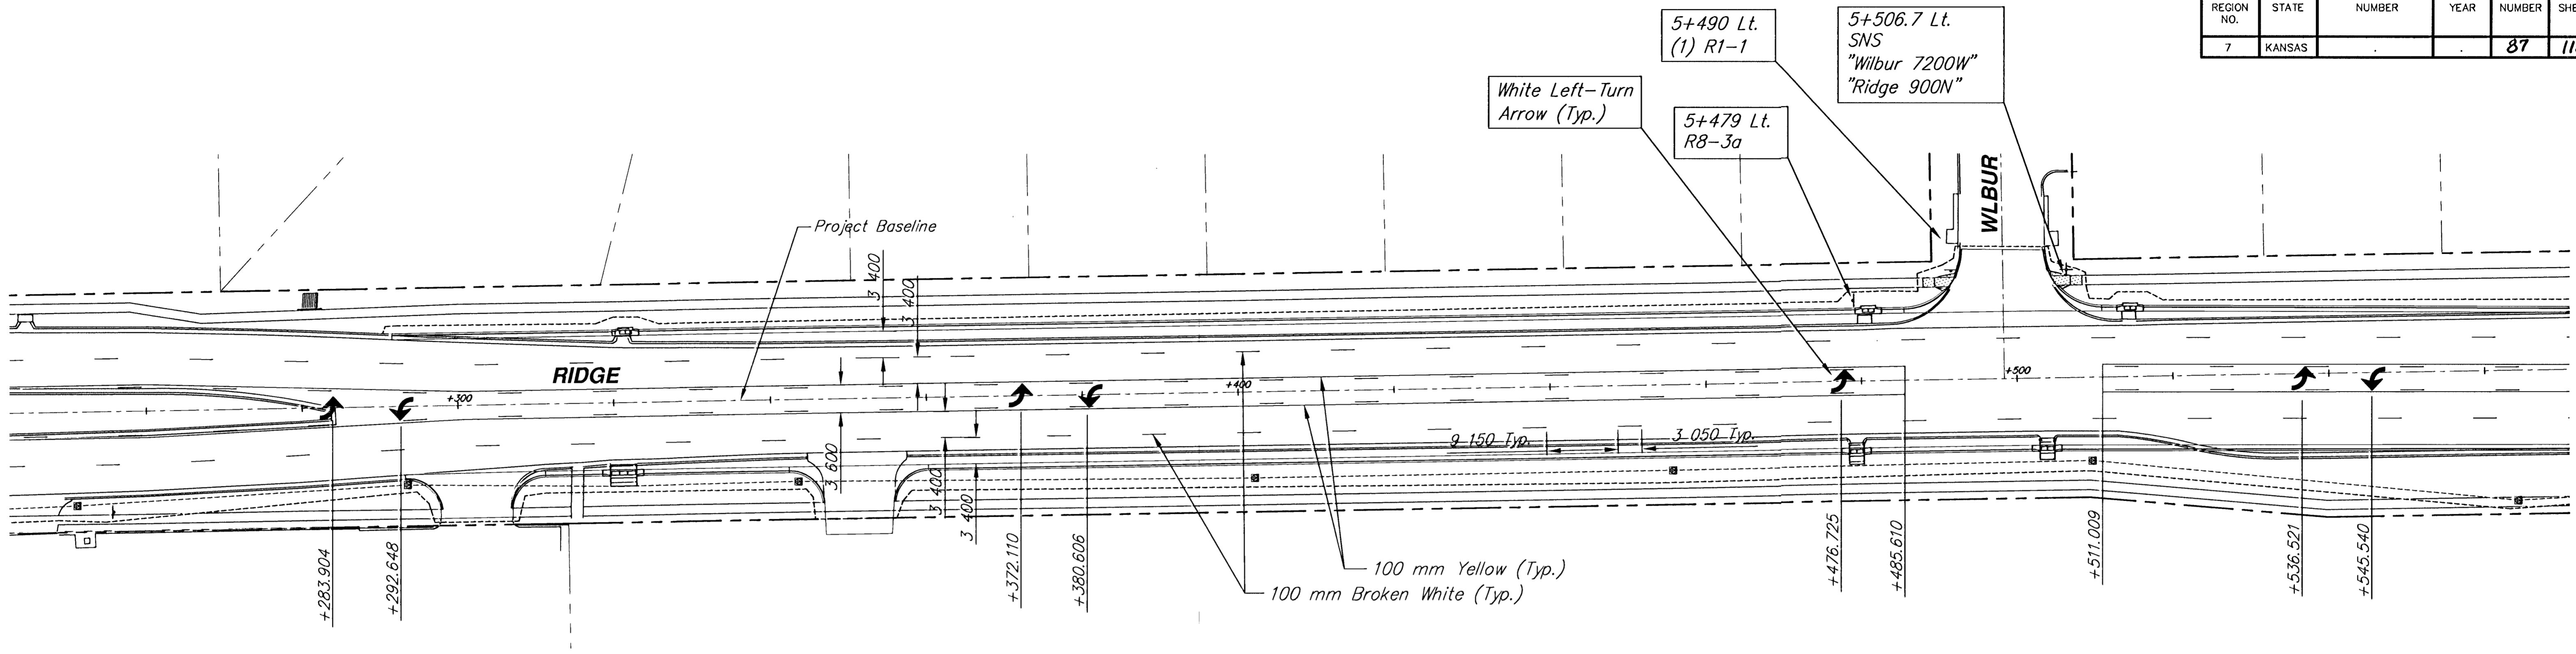 REGION NO.
STATE
NUMBER
YEAR
NUMBER
7
KANSAS
87
5+490 Lt.
(1) R1-1
5+506.7 Lt.
SNS
"Wilbur 7200W"
"Ridge 900N"
White Left-Turn
Arrow (Typ.)
5+479 Lt.
R8-3a
WLBUR
Project Baseline
3 400
3 400
RIDGE
+300
+400
+500
9 150 Typ.
3 050 Typ.
3 600
3 400
3 400
+283.904
+292.648
+372.110
+380.606
+476.725
+485.610
+511.009
+536.521
+545.540
100 mm Yellow (Typ.)
100 mm Broken White (Typ.)